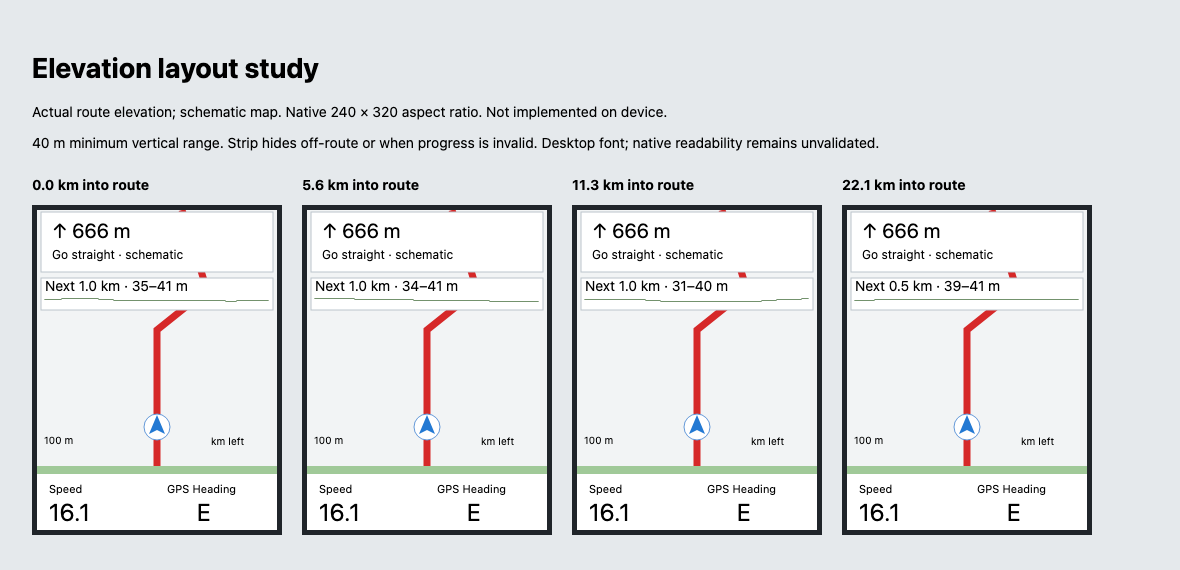 Elevation layout study
Actual route elevation; schematic map. Native 240 × 320 aspect ratio. Not implemented on device.
40 m minimum vertical range. Strip hides off-route or when progress is invalid. Desktop font; native readability remains unvalidated.
0.0 km into route
↑ 666 m
Go straight · schematic
Next 1.0 km · 35–41 m
100 m
km left
Speed
GPS Heading
16.1
E
5.6 km into route
↑ 666 m
Go straight · schematic
Next 1.0 km · 34–41 m
100 m
km left
Speed
GPS Heading
16.1
E
11.3 km into route
↑ 666 m
Go straight · schematic
Next 1.0 km · 31–40 m
100 m
km left
Speed
GPS Heading
16.1
E
22.1 km into route
↑ 666 m
Go straight · schematic
Next 0.5 km · 39–41 m
100 m
km left
Speed
GPS Heading
16.1
E